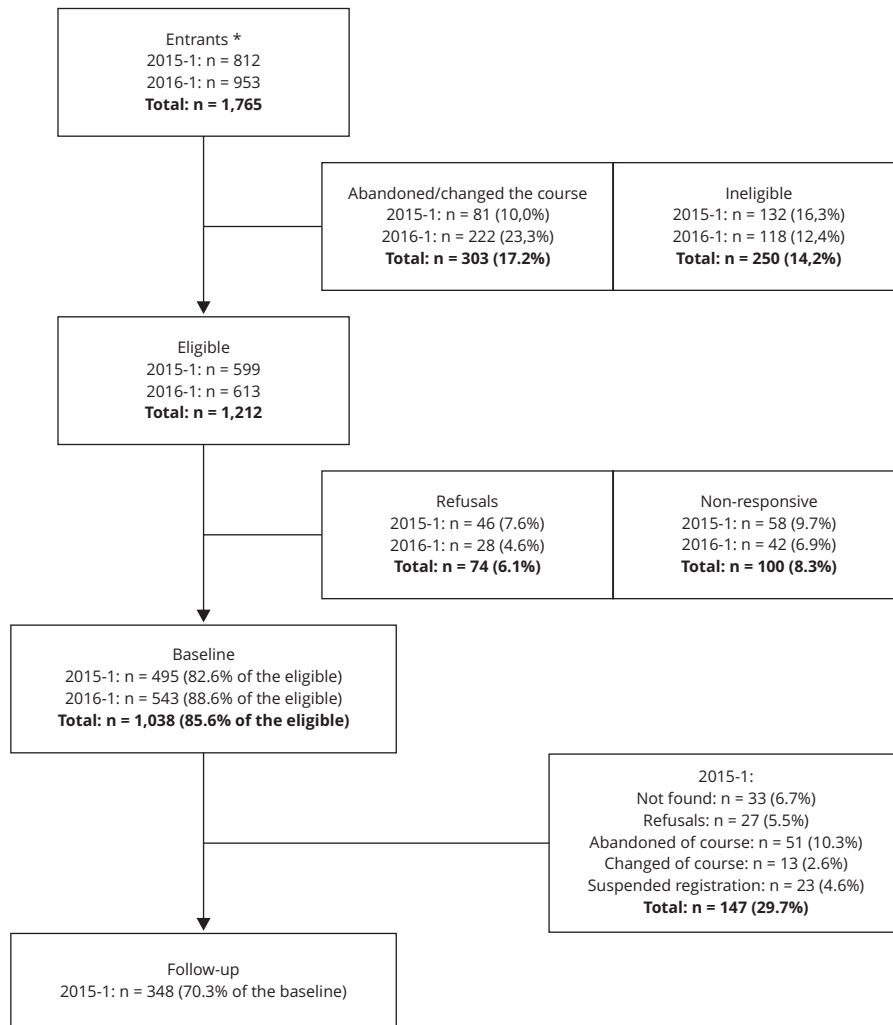 Entrants *
2015-1: n = 812
2016-1: n = 953
Total: n = 1,765
Abandoned/changed the course
2015-1: n = 81 (10,0%)
2016-1: n = 222 (23,3%)
Total: n = 303 (17.2%)
Ineligible
2015-1: n = 132 (16,3%)
2016-1: n = 118 (12,4%)
Total: n = 250 (14,2%)
Eligible
2015-1: n = 599
2016-1: n = 613
Total: n = 1,212
Refusals
2015-1: n = 46 (7.6%)
2016-1: n = 28 (4.6%)
Total: n = 74 (6.1%)
Non-responsive
2015-1: n = 58 (9.7%)
2016-1: n = 42 (6.9%)
Total: n = 100 (8.3%)
Baseline
2015-1: n = 495 (82.6% of the eligible)
2016-1: n = 543 (88.6% of the eligible)
Total: n = 1,038 (85.6% of the eligible)
2015-1:
Not found: n = 33 (6.7%)
Refusals: n = 27 (5.5%)
Abandoned of course: n = 51 (10.3%)
Changed of course: n = 13 (2.6%)
Suspended registration: n = 23 (4.6%)
Total: n = 147 (29.7%)
Follow-up
2015-1: n = 348 (70.3% of the baseline)